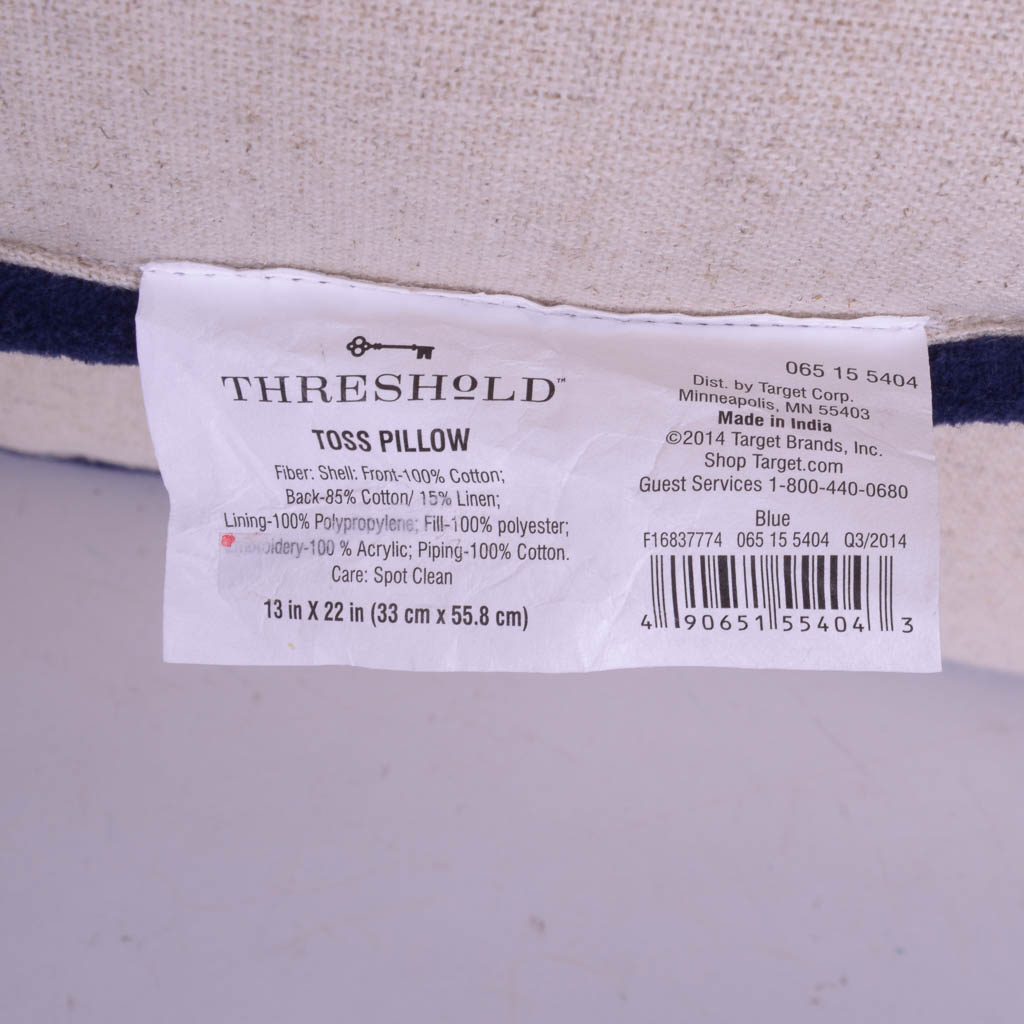 THRESHOLD™
TOSS PILLOW
Fiber: Shell: Front-100% Cotton;
Back-85% Cotton/ 15% Linen;
Lining-100% Polypropylene; Fill-100% polyester;
Embroidery-100 % Acrylic; Piping-100% Cotton.
Care: Spot Clean
13 in X 22 in (33 cm x 55.8 cm)
065 15 5404
Dist. by Target Corp.
Minneapolis, MN 55403
Made in India
©2014 Target Brands, Inc.
Shop Target.com
Guest Services 1-800-440-0680
Blue
F16837774 065 15 5404 Q3/2014
4 90651 55404 3